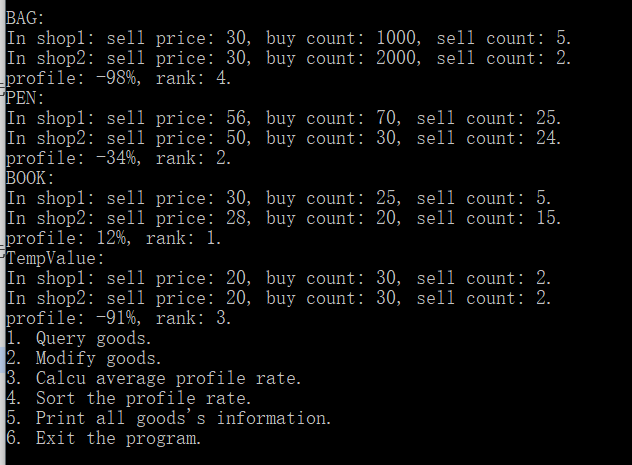 BAG:
In shop1: sell price: 30, buy count: 1000, sell count: 5.
In shop2: sell price: 30, buy count: 2000, sell count: 2.
profile: -98%, rank: 4.
PEN:
In shop1: sell price: 56, buy count: 70, sell count: 25.
In shop2: sell price: 50, buy count: 30, sell count: 24.
profile: -34%, rank: 2.
BOOK:
In shop1: sell price: 30, buy count: 25, sell count: 5.
In shop2: sell price: 28, buy count: 20, sell count: 15.
profile: 12%, rank: 1.
TempValue:
In shop1: sell price: 20, buy count: 30, sell count: 2.
In shop2: sell price: 20, buy count: 30, sell count: 2.
profile: -91%, rank: 3.
1. Query goods.
2. Modify goods.
3. Calcu average profile rate.
4. Sort the profile rate.
5. Print all goods's information.
6. Exit the program.